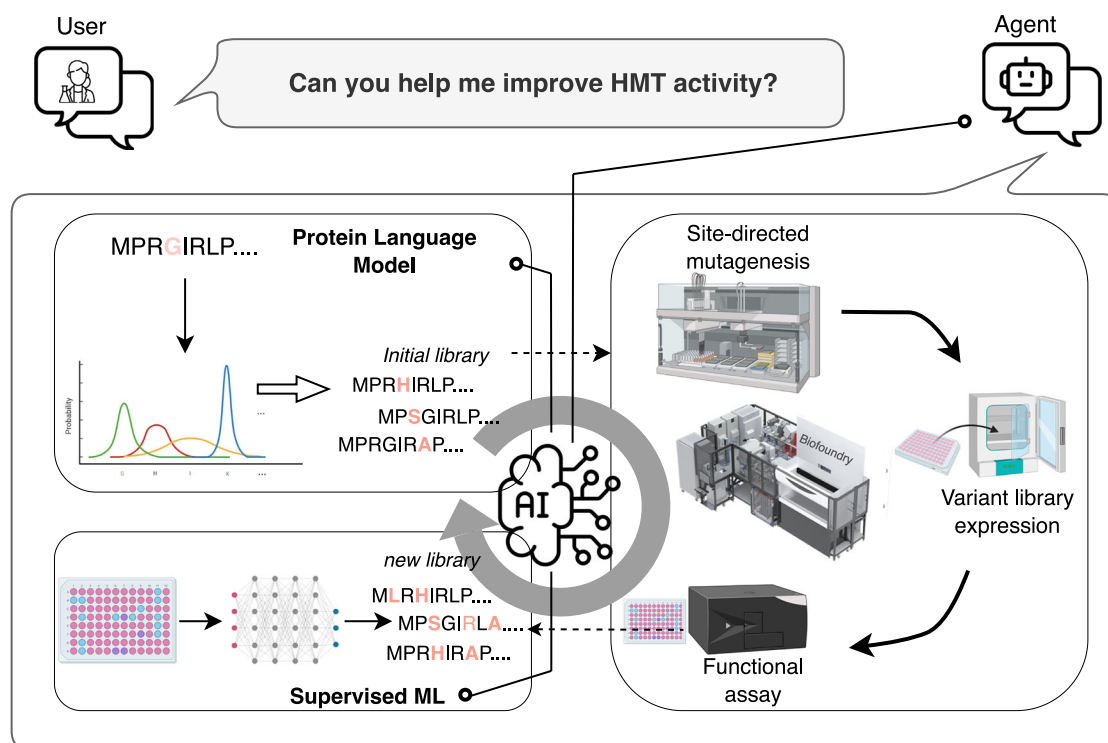 User
Agent
Can you help me improve HMT activity?
MPRGIRLP....
Protein Language
Model
Probability
G
M
I
K
...
...
Initial library
MPRHIRLP....
MPSGIRLP....
MPRGIRAP....
AI
Site-directed
mutagenesis
Biofoundry
Variant library
expression
Functional
assay
new library
MLRHIRLP....
MPSGIRLA....
MPRHIRAP....
Supervised ML